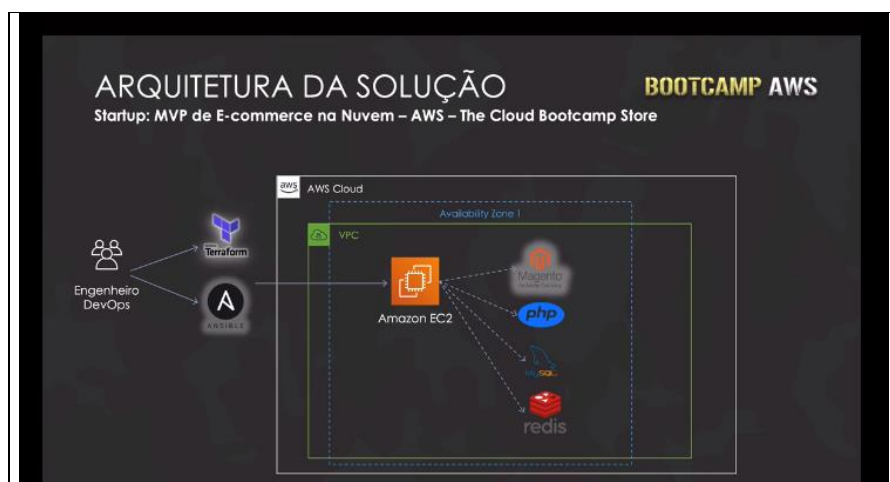 ARQUITETURA DA SOLUÇÃO
BOOTCAMP AWS
Startup: MVP de E-commerce na Nuvem – AWS – The Cloud Bootcamp Store
aws
AWS Cloud
Availability Zone 1
VPC
Terraform
Engenheiro
DevOps
ANSIBLE
Amazon EC2
Magento
php
MySQL
redis